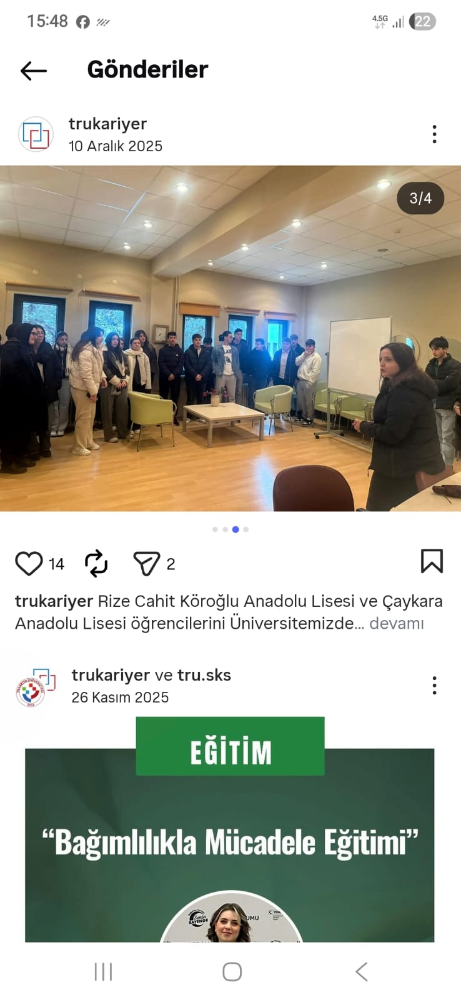 15:48
4.5G
22
Gönderiler
trukariyer
10 Aralık 2025
3/4
14
2
trukariyer Rize Cahit Köroğlu Anadolu Lisesi ve Çaykara
Anadolu Lisesi öğrencilerini Üniversitemizde... devamı
trukariyer ve tru.sks
26 Kasım 2025
EĞİTİM
“Bağımlılıkla Mücadele Eğitimi”
Senin
SAYENDE